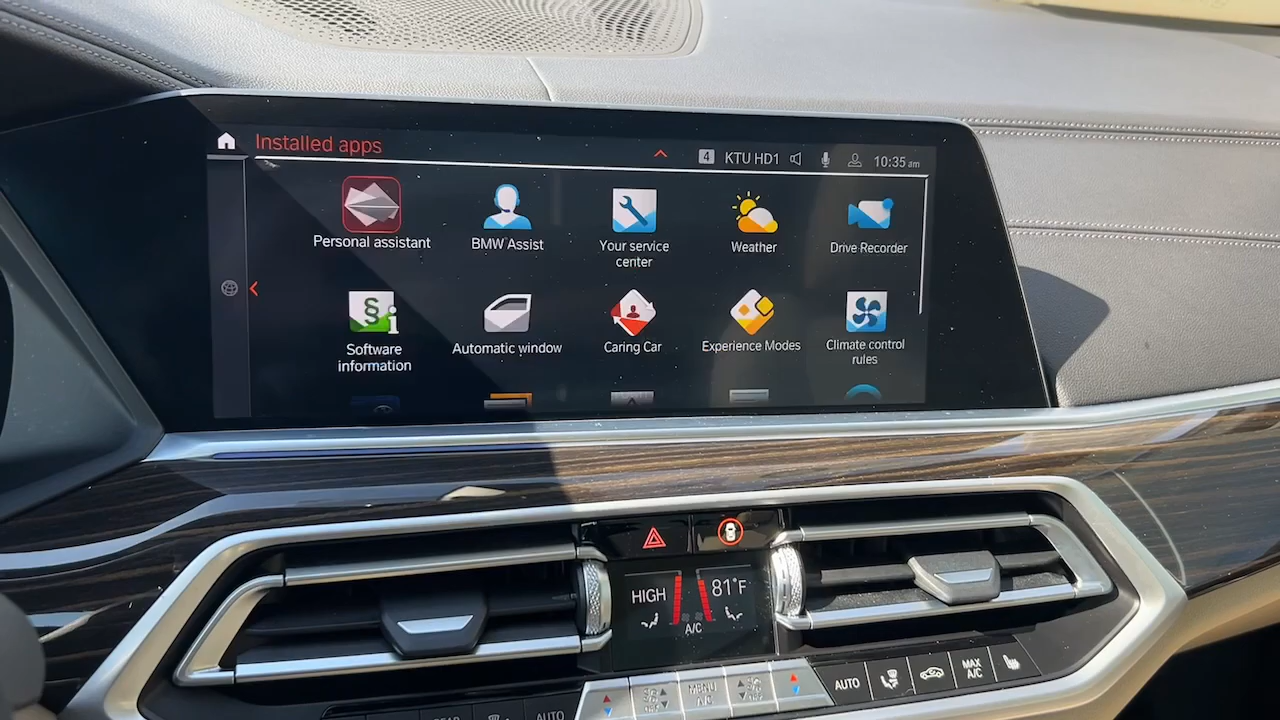 Installed apps
4 KTU HD1 10:35 am
Personal assistant
BMW Assist
Your service
center
Weather
Drive Recorder
Software
information
Automatic window
Caring Car
Experience Modes
Climate control
rules
HIGH
81°F
A/C
AUTO
MENU
A/C
AUTO
MAX
A/C